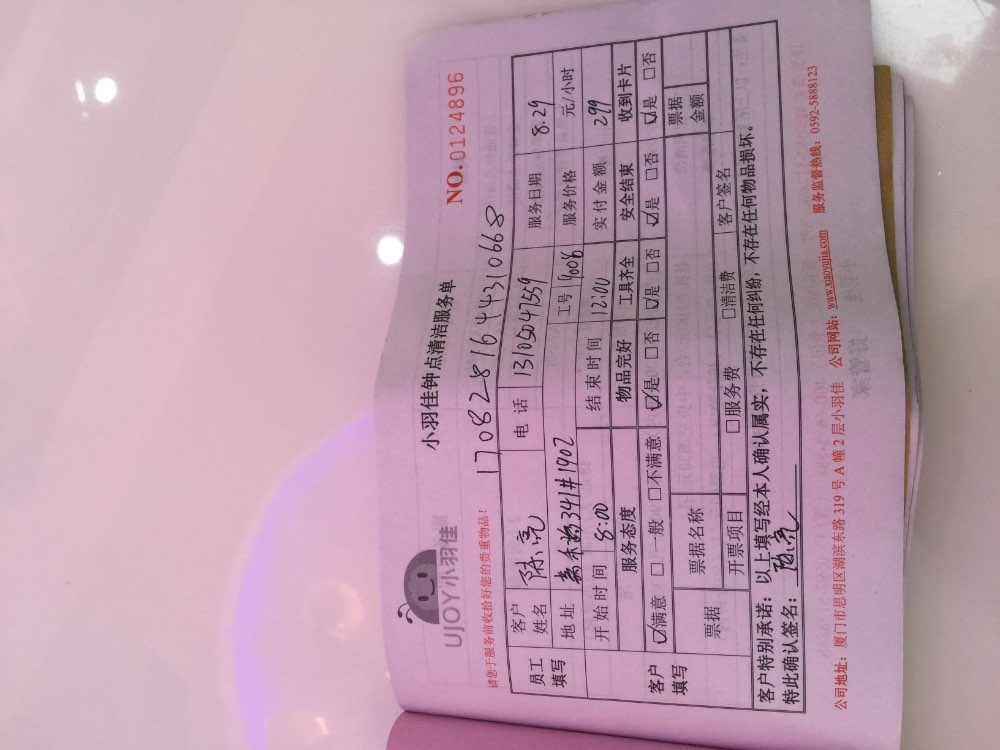 小羽佳钟点清洁服务单
UJOY小羽佳
NO.0124896
请您于服务前收拾好您的贵重物品!
1708281644310668
员工填写
客户姓名 陈亮 电话 13105047559 服务日期 8.29
地址 341#1902 工号 9006 服务价格 元/小时
开始时间 8:00 结束时间 12:00 实付金额 299
客户填写
服务态度 物品完好 工具齐全 安全结束 收到卡片
☑满意 □一般 □不满意 ☑是 □否 ☑是 □否 ☑是 □否 ☑是 □否
票据 票据名称 票据金额
开票项目 □服务费 □清洁费 客户签名
客户特别承诺:以上填写经本人确认属实,不存在任何纠纷,不存在任何物品损坏。
特此确认签名:陈亮
公司地址:厦门市思明区湖滨东路319号A幢2层小羽佳 公司网站:www.xiaoyujia.com 服务监督热线:0592-5888123